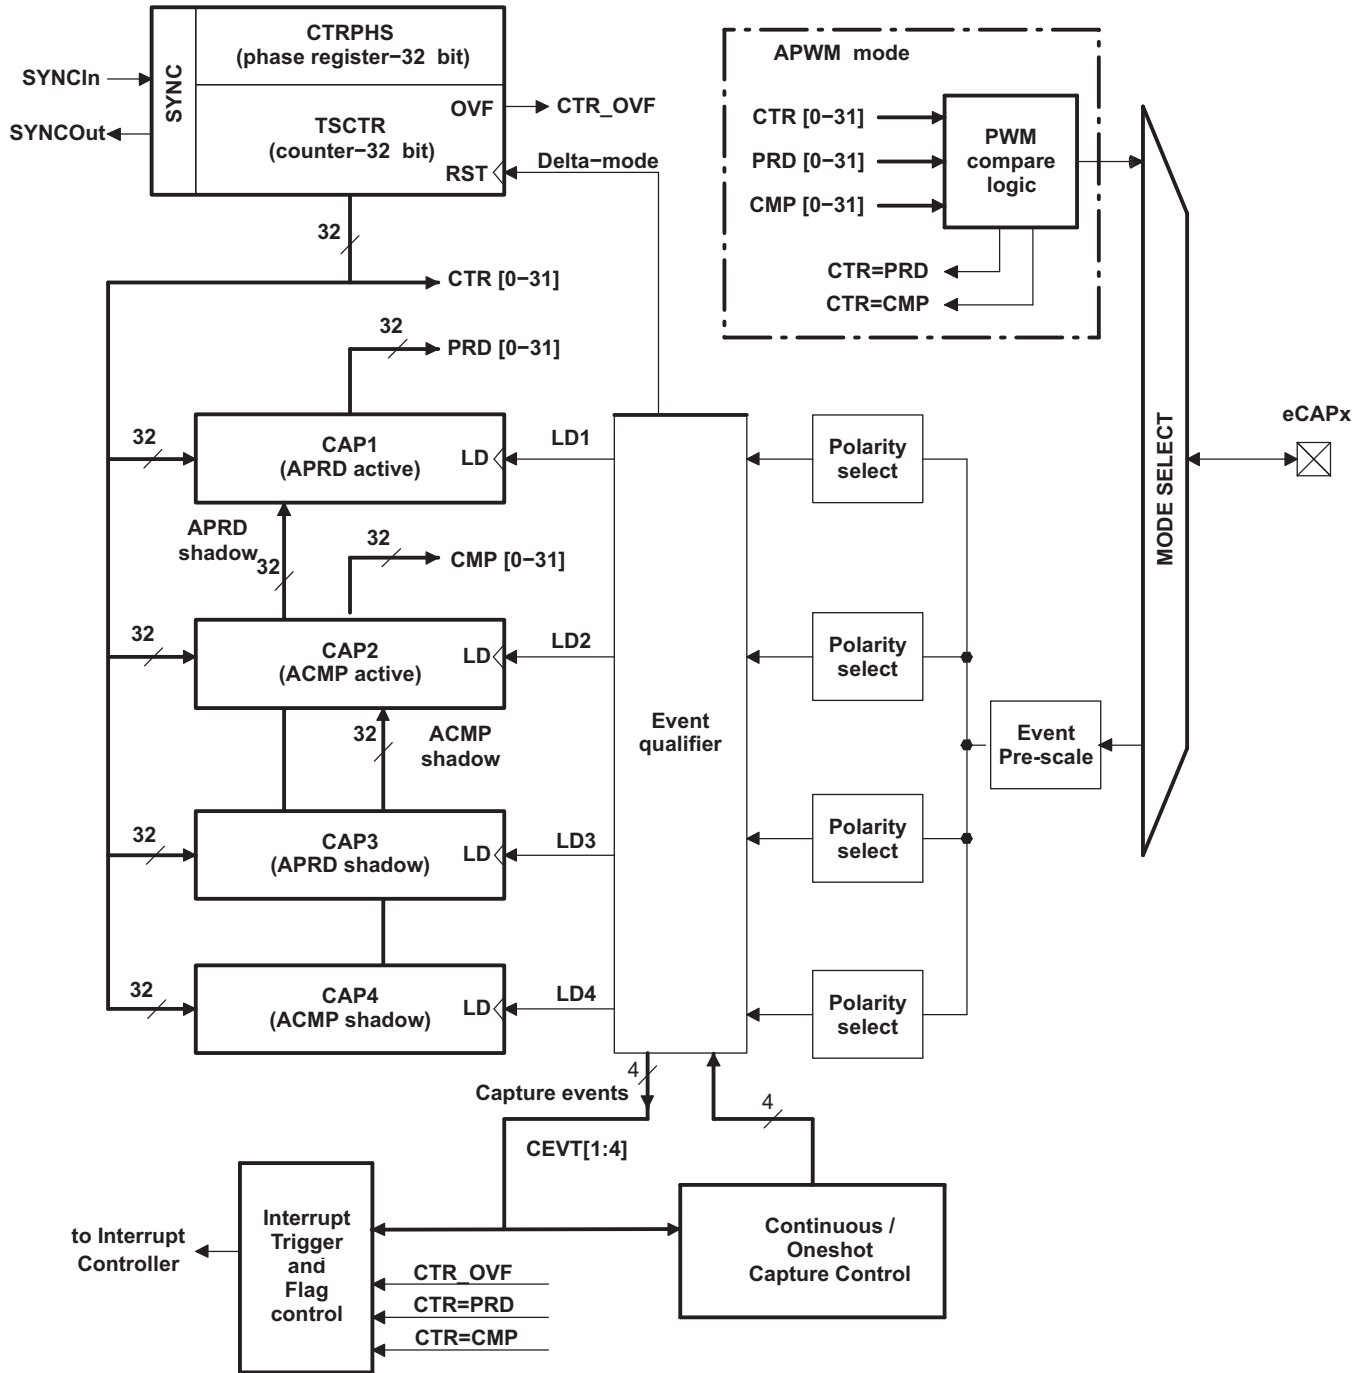 CTRPHS
(phase register−32 bit)
APWM mode
SYNCIn
SYNC
OVF
CTR_OVF
SYNCOut
TSCTR
(counter−32 bit)
RST
Delta−mode
CTR [0−31]
PRD [0−31]
CMP [0−31]
PWM
compare
logic
CTR=PRD
CTR=CMP
32
CTR [0−31]
32
PRD [0−31]
MODE SELECT
eCAPx
32
CAP1
(APRD active)
LD
LD1
Polarity
select
APRD
shadow
32
32
CMP [0−31]
32
CAP2
(ACMP active)
LD
LD2
Polarity
select
32
ACMP
shadow
Event
qualifier
Event
Pre-scale
32
CAP3
(APRD shadow)
LD
LD3
Polarity
select
32
CAP4
(ACMP shadow)
LD
LD4
Polarity
select
4
Capture events
4
CEVT[1:4]
to Interrupt
Controller
Interrupt
Trigger
and
Flag
control
Continuous /
Oneshot
Capture Control
CTR_OVF
CTR=PRD
CTR=CMP